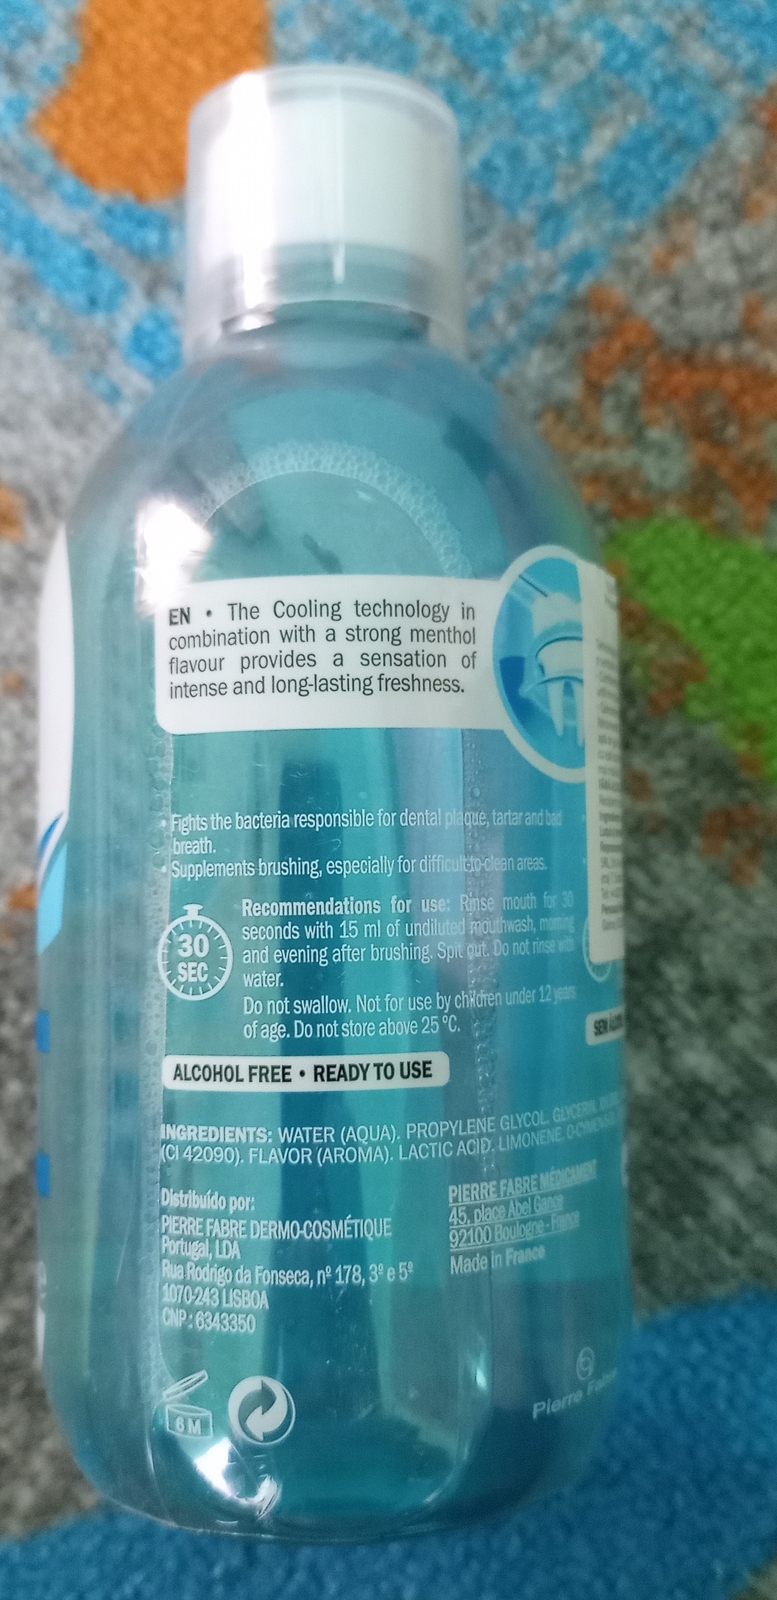 EN • The Cooling technology in
combination with a strong menthol
flavour provides a sensation of
intense and long-lasting freshness.
• Fights the bacteria responsible for dental plaque, tartar and bad
breath.
• Supplements brushing, especially for difficult-to-clean areas.
30
SEC
Recommendations for use: Rinse mouth for 30
seconds with 15 ml of undiluted mouthwash, morning
and evening after brushing. Spit out. Do not rinse with
water.
Do not swallow. Not for use by children under 12 years
of age. Do not store above 25 °C.
ALCOHOL FREE • READY TO USE
SEM
INGREDIENTS: WATER (AQUA). PROPYLENE GLYCOL. GLYCERIN.
(CI 42090). FLAVOR (AROMA). LACTIC ACID. LIMONENE.
Distribuído por:
PIERRE FABRE DERMO-COSMÉTIQUE
Portugal, LDA
Rua Rodrigo da Fonseca, nº 178, 3º e 5º
1070-243 LISBOA
CNP: 6343350
PIERRE FABRE MÉDICAMENT
45, place Abel Gance
92100 Boulogne - France
Made in France
6 M
Pierre Fabre